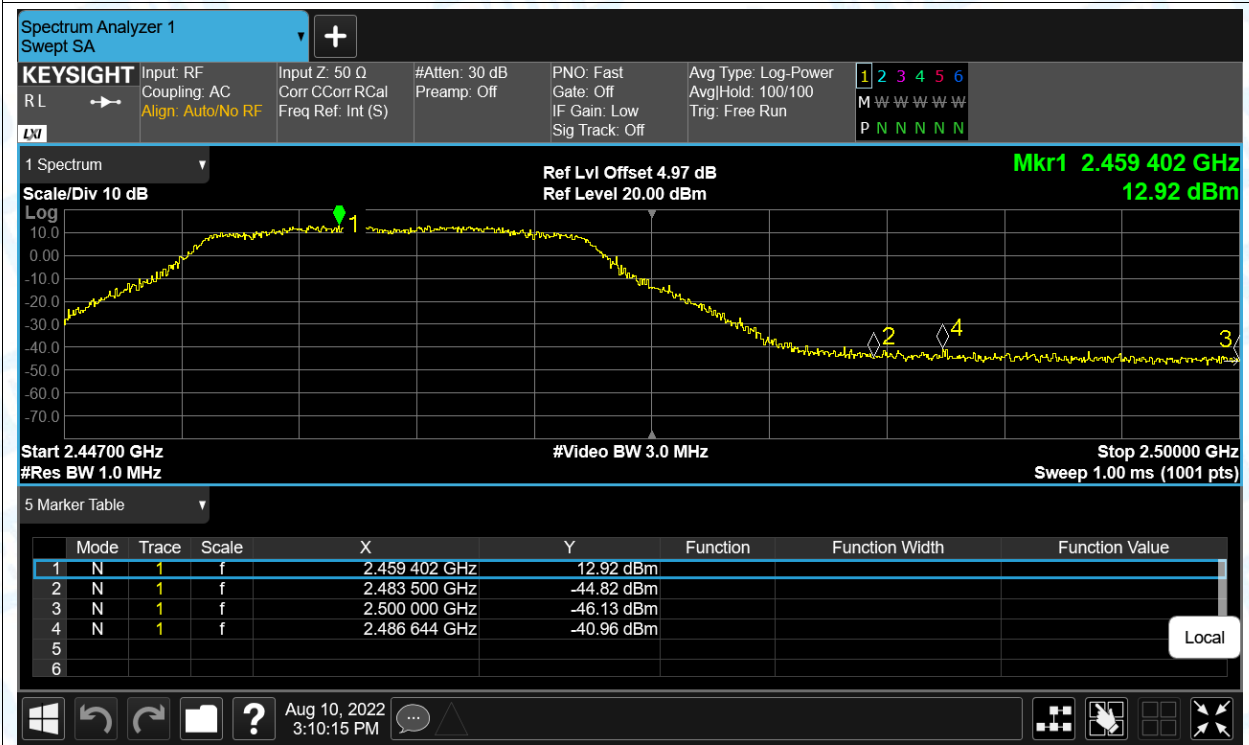 Spectrum Analyzer 1
Swept SA
KEYSIGHT
R L
LXI
Input: RF
Coupling: AC
Align: Auto/No RF
Input Z: 50 Ω
Corr CCorr RCal
Freq Ref: Int (S)
#Atten: 30 dB
Preamp: Off
PNO: Fast
Gate: Off
IF Gain: Low
Sig Track: Off
Avg Type: Log-Power
Avg|Hold: 100/100
Trig: Free Run
1 2 3 4 5 6
M W W W W W W
P N N N N N
1 Spectrum
Scale/Div 10 dB
Ref Lvl Offset 4.97 dB
Ref Level 20.00 dBm
Mkr1 2.459 402 GHz
12.92 dBm
Log
10.0
0.00
-10.0
-20.0
-30.0
-40.0
-50.0
-60.0
-70.0
1
2
4
3
Start 2.44700 GHz
#Res BW 1.0 MHz
#Video BW 3.0 MHz
Stop 2.50000 GHz
Sweep 1.00 ms (1001 pts)
5 Marker Table
Mode Trace Scale X Y Function Function Width Function Value
1 N 1 f 2.459 402 GHz 12.92 dBm
2 N 1 f 2.483 500 GHz -44.82 dBm
3 N 1 f 2.500 000 GHz -46.13 dBm
4 N 1 f 2.486 644 GHz -40.96 dBm
5
6
Local
?
Aug 10, 2022
3:10:15 PM